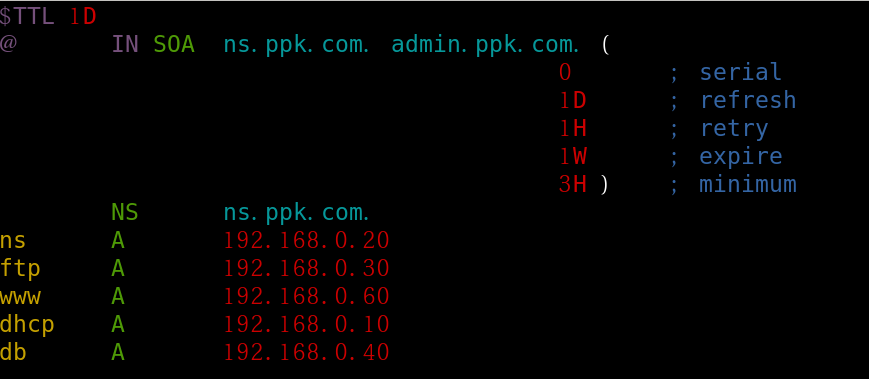 $TTL 1D
@ IN SOA ns.ppk.com. admin.ppk.com. (
0 ; serial
1D ; refresh
1H ; retry
1W ; expire
3H ) ; minimum
NS ns.ppk.com.
ns A 192.168.0.20
ftp A 192.168.0.30
www A 192.168.0.60
dhcp A 192.168.0.10
db A 192.168.0.40